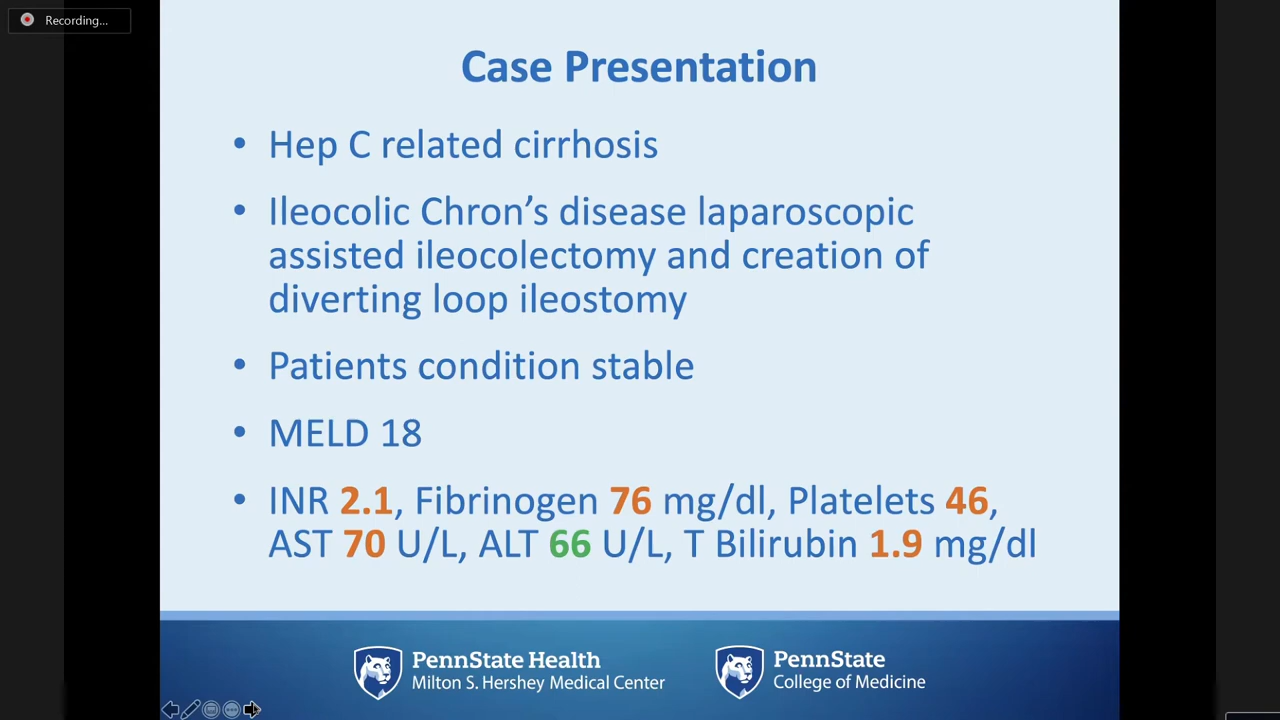 Recording...
Case Presentation
• Hep C related cirrhosis
• Ileocolic Chron’s disease laparoscopic
assisted ileocolectomy and creation of
diverting loop ileostomy
• Patients condition stable
• MELD 18
• INR 2.1, Fibrinogen 76 mg/dl, Platelets 46,
AST 70 U/L, ALT 66 U/L, T Bilirubin 1.9 mg/dl
PennState Health
Milton S. Hershey Medical Center
PennState
College of Medicine